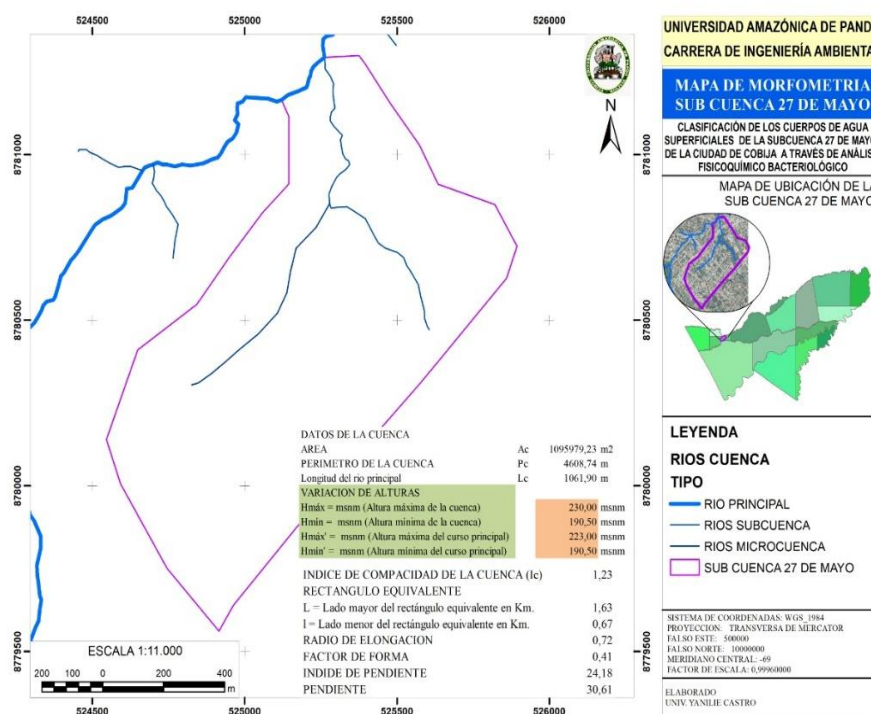 524500 525000 525500 526000
8781000 8781000
8780500 8780500
8780000 8780000
8779500 8779500
524500 525000 525500 526000
N
DATOS DE LA CUENCA
AREA Ac 1095979,23 m2
PERIMETRO DE LA CUENCA Pc 4608,74 m
Longitud del rio principal Lc 1061,90 m
VARIACION DE ALTURAS
Hmáx = msnm (Altura máxima de la cuenca) 230,00 msnm
Hmin = msnm (Altura mínima de la cuenca) 190,50 msnm
Hmáx' = msnm (Altura máxima del curso principal) 223,00 msnm
Hmin' = msnm (Altura mínima del curso principal) 190,50 msnm
INDICE DE COMPACIDAD DE LA CUENCA (Ic) 1,23
RECTANGULO EQUIVALENTE
L = Lado mayor del rectángulo equivalente en Km. 1,63
l = Lado menor del rectángulo equivalente en Km. 0,67
RADIO DE ELONGACION 0,72
FACTOR DE FORMA 0,41
INDIDE DE PENDIENTE 24,18
PENDIENTE 30,61
ESCALA 1:11.000
200 100 0 200 400
m
UNIVERSIDAD AMAZÓNICA DE PAND
CARRERA DE INGENIERÍA AMBIENTA
MAPA DE MORFOMETRIA
SUB CUENCA 27 DE MAYO
CLASIFICACIÓN DE LOS CUERPOS DE AGUA
SUPERFICIALES DE LA SUBCUENCA 27 DE MAYO
DE LA CIUDAD DE COBIJA A TRAVÉS DE ANÁLIS
FISICOQUÍMICO BACTERIOLÓGICO
MAPA DE UBICACIÓN DE LA
SUB CUENCA 27 DE MAYO
LEYENDA
RIOS CUENCA
TIPO
RIO PRINCIPAL
RIOS SUBCUENCA
RIOS MICROCUENCA
SUB CUENCA 27 DE MAYO
SISTEMA DE COORDENADAS: WGS_1984
PROYECCION: TRANSVERSA DE MERCATOR
FALSO ESTE: 500000
FALSO NORTE: 10000000
MERIDIANO CENTRAL: -69
FACTOR DE ESCALA: 0,99960000
ELABORADO
UNIV. YANILIE CASTRO